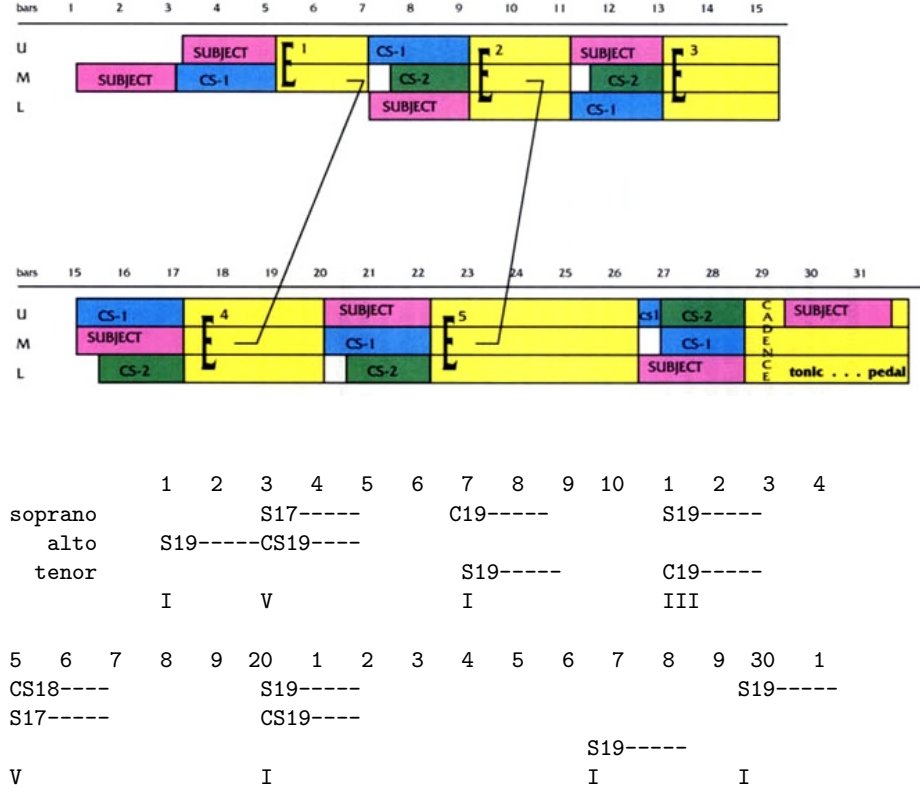 bars 1 2 3 4 5 6 7 8 9 10 11 12 13 14 15
U SUBJECT E 1 CS-1 2 SUBJECT 3
M SUBJECT CS-1 E CS-2 E CS-2 E
L SUBJECT CS-1
bars 15 16 17 18 19 20 21 22 23 24 25 26 27 28 29 30 31
U CS-1 4 SUBJECT 5 cs1 CS-2 CADENCE SUBJECT
M SUBJECT E CS-1 E CS-1
L CS-2 CS-2 SUBJECT tonic . . . pedal
1 2 3 4 5 6 7 8 9 10 1 2 3 4
soprano S17----- C19----- S19-----
alto S19-----CS19----
tenor S19----- C19-----
I V I III
5 6 7 8 9 20 1 2 3 4 5 6 7 8 9 30 1
CS18---- S19----- S19-----
S17----- CS19----
S19-----
V I I I